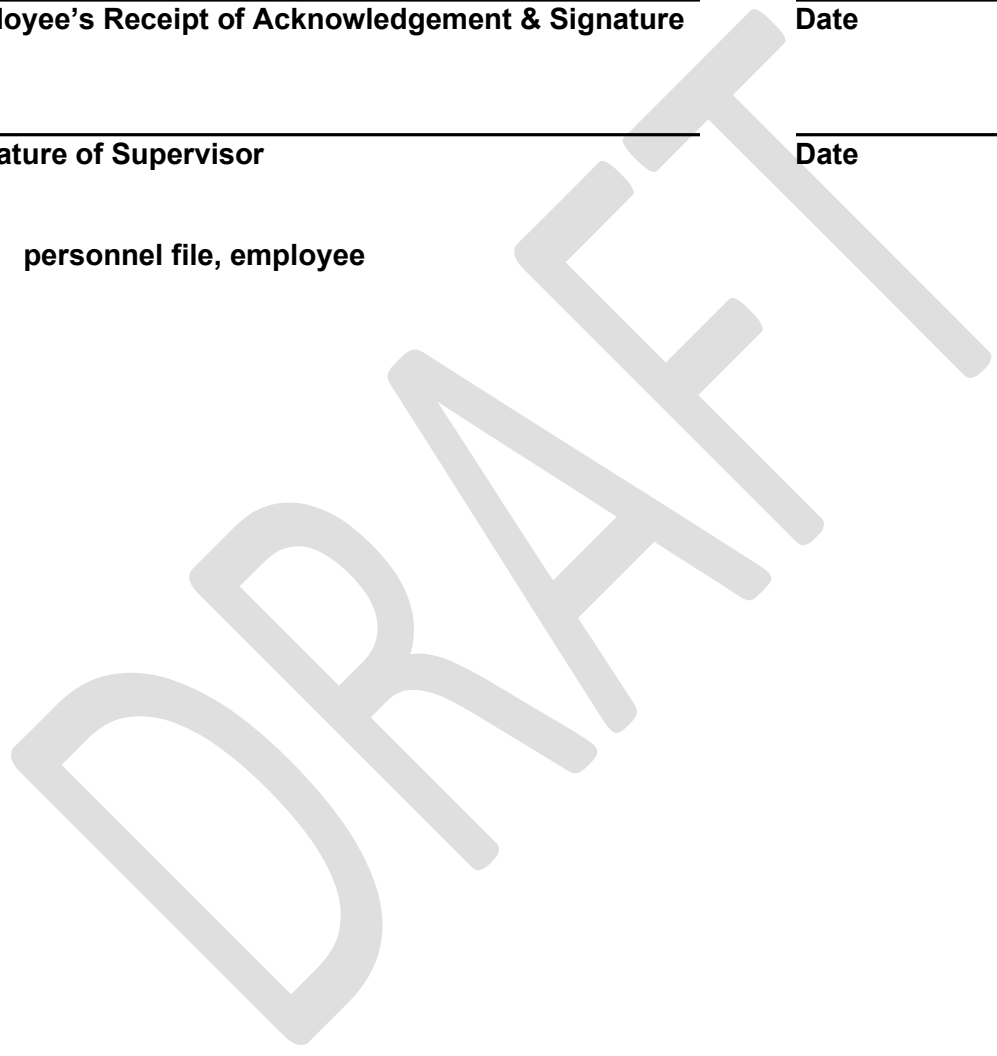 loyee’s Receipt of Acknowledgement & Signature Date
ature of Supervisor Date
personnel file, employee
DRAFT